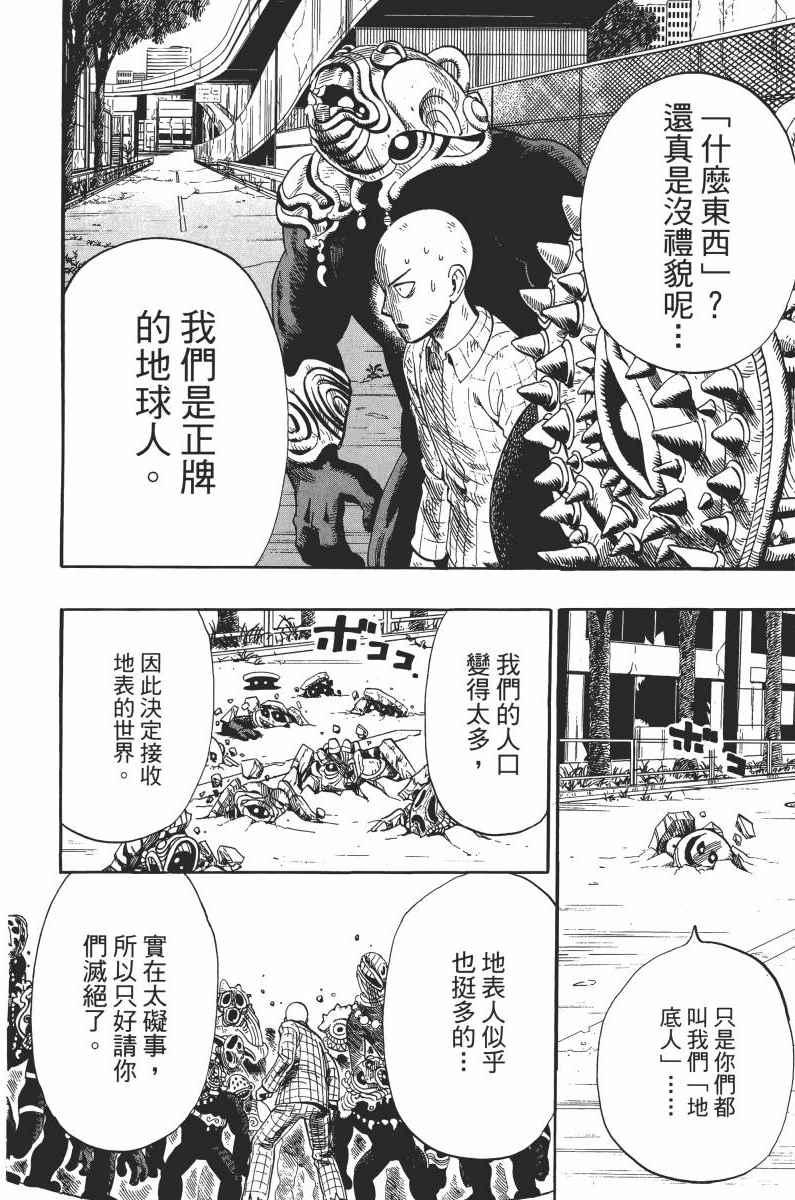 「什麼東西」？
還真是沒禮貌呢…
我們是正牌
的地球人。
ボコ
只是你們都
叫我們「地
底人」……
我們的人口
變得太多，
ボココココ
因此決定接收
地表的世界。
地表人似乎
也挺多的…
實在太礙事，
所以只好請你
們滅絕了。